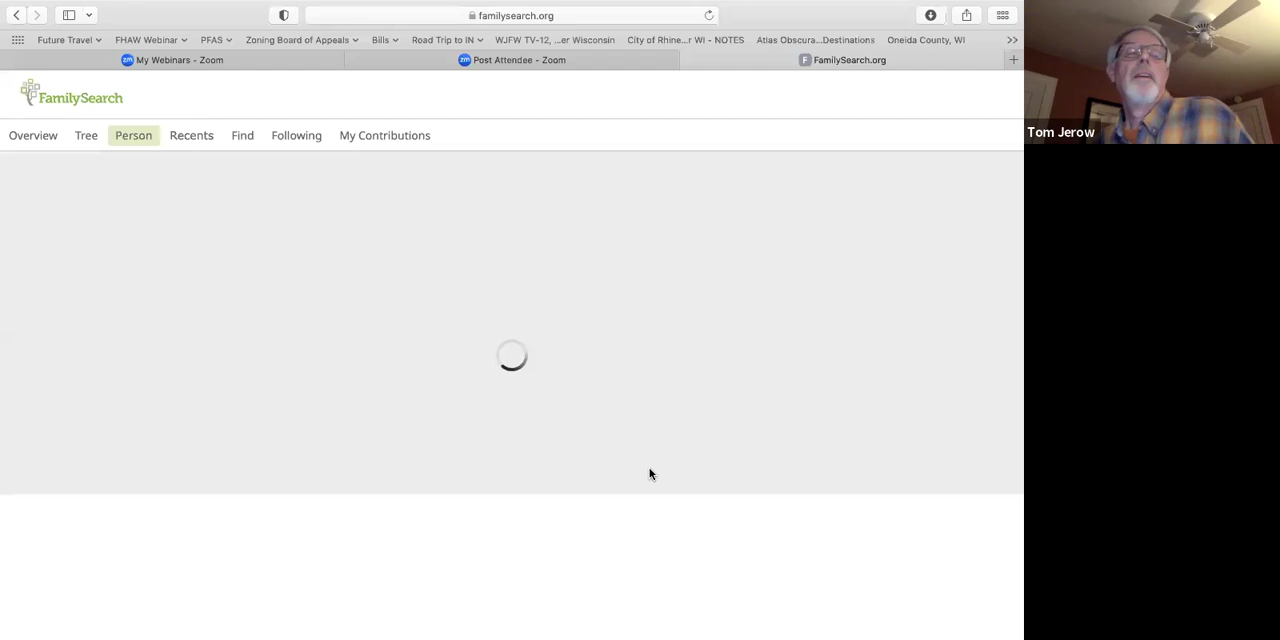 familysearch.org
Future Travel FHAW Webinar PFAS Zoning Board of Appeals Bills Road Trip to IN WJFW TV-12, ...er Wisconsin City of Rhine...r WI - NOTES Atlas Obscura...Destinations Oneida County, WI >>
zm My Webinars - Zoom zm Post Attendee - Zoom F FamilySearch.org +
FamilySearch
Overview Tree Person Recents Find Following My Contributions
Tom Jerow